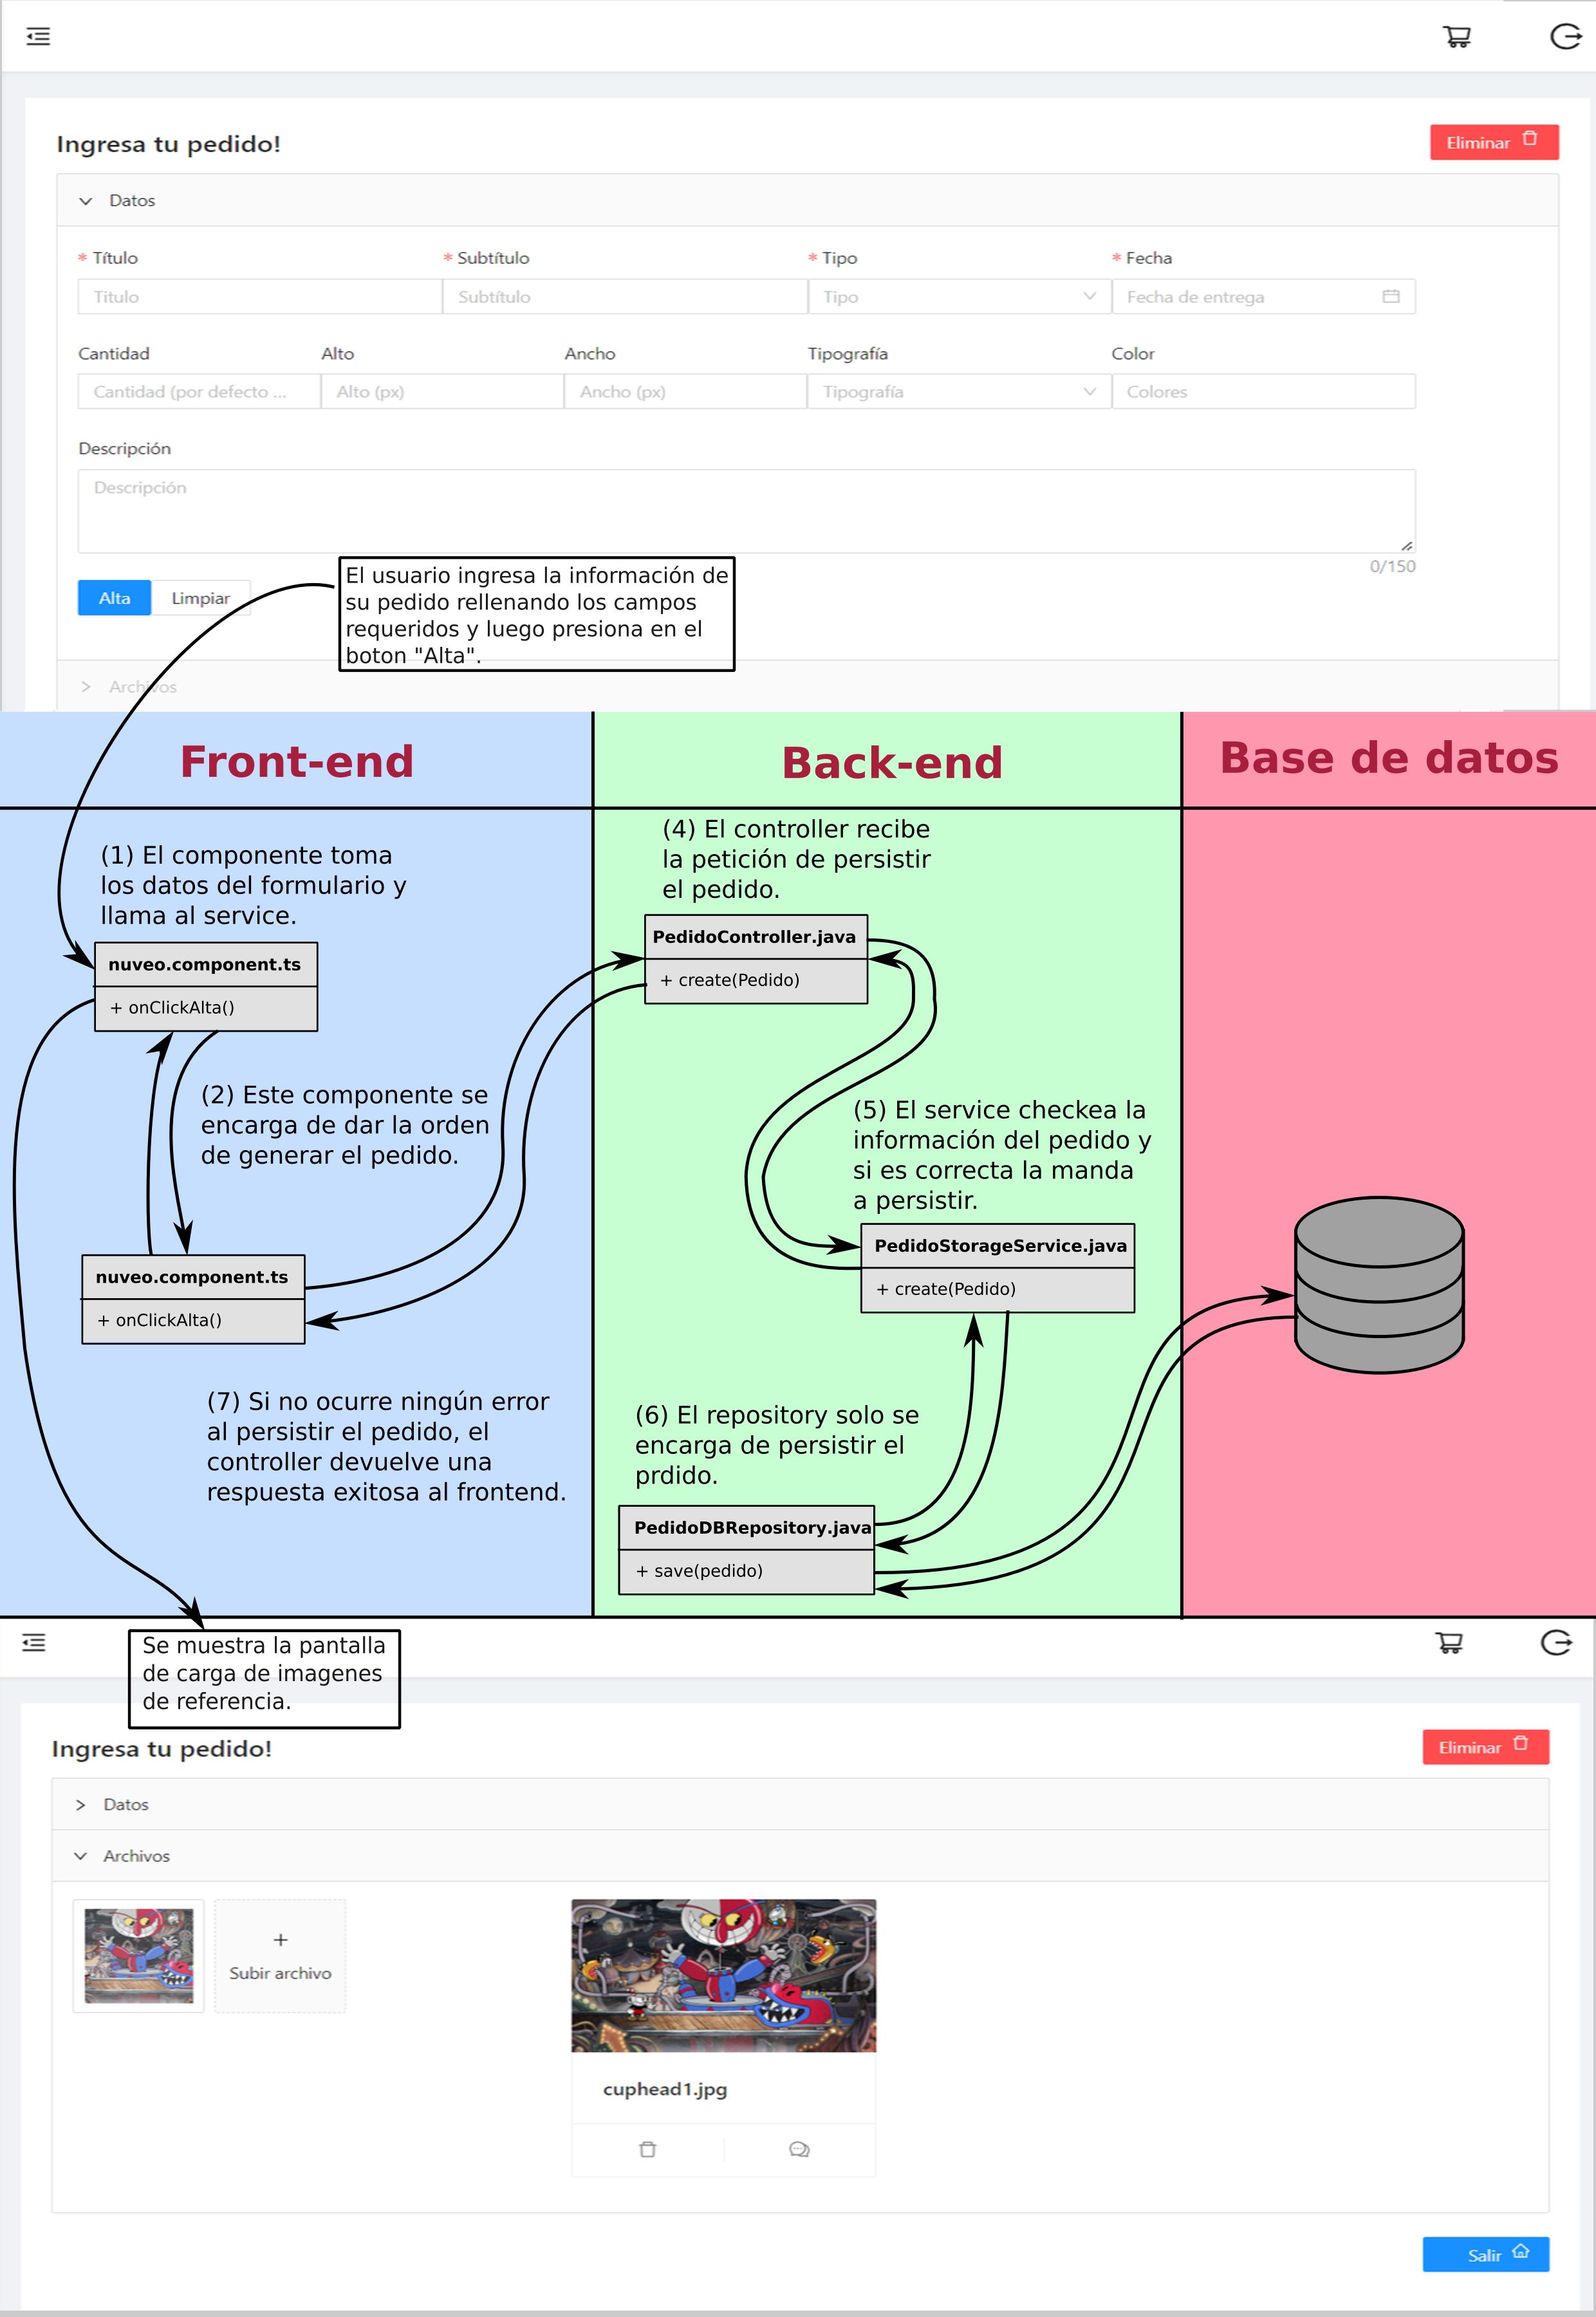 Ingresa tu pedido!
Eliminar
Datos
* Título
* Subtítulo
* Tipo
* Fecha
Titulo
Subtítulo
Tipo
Fecha de entrega
Cantidad
Alto
Ancho
Tipografía
Color
Cantidad (por defecto ...
Alto (px)
Ancho (px)
Tipografía
Colores
Descripción
Descripción
0/150
Alta
Limpiar
El usuario ingresa la información de
su pedido rellenando los campos
requeridos y luego presiona en el
boton "Alta".
Archivos
Front-end
Back-end
Base de datos
(1) El componente toma
los datos del formulario y
llama al service.
nuveo.component.ts
+ onClickAlta()
(2) Este componente se
encarga de dar la orden
de generar el pedido.
nuveo.component.ts
+ onClickAlta()
(4) El controller recibe
la petición de persistir
el pedido.
PedidoController.java
+ create(Pedido)
(5) El service checkea la
información del pedido y
si es correcta la manda
a persistir.
PedidoStorageService.java
+ create(Pedido)
(6) El repository solo se
encarga de persistir el
prdido.
PedidoDBRepository.java
+ save(pedido)
(7) Si no ocurre ningún error
al persistir el pedido, el
controller devuelve una
respuesta exitosa al frontend.
Se muestra la pantalla
de carga de imagenes
de referencia.
Ingresa tu pedido!
Eliminar
Datos
Archivos
+
Subir archivo
cuphead1.jpg
Salir